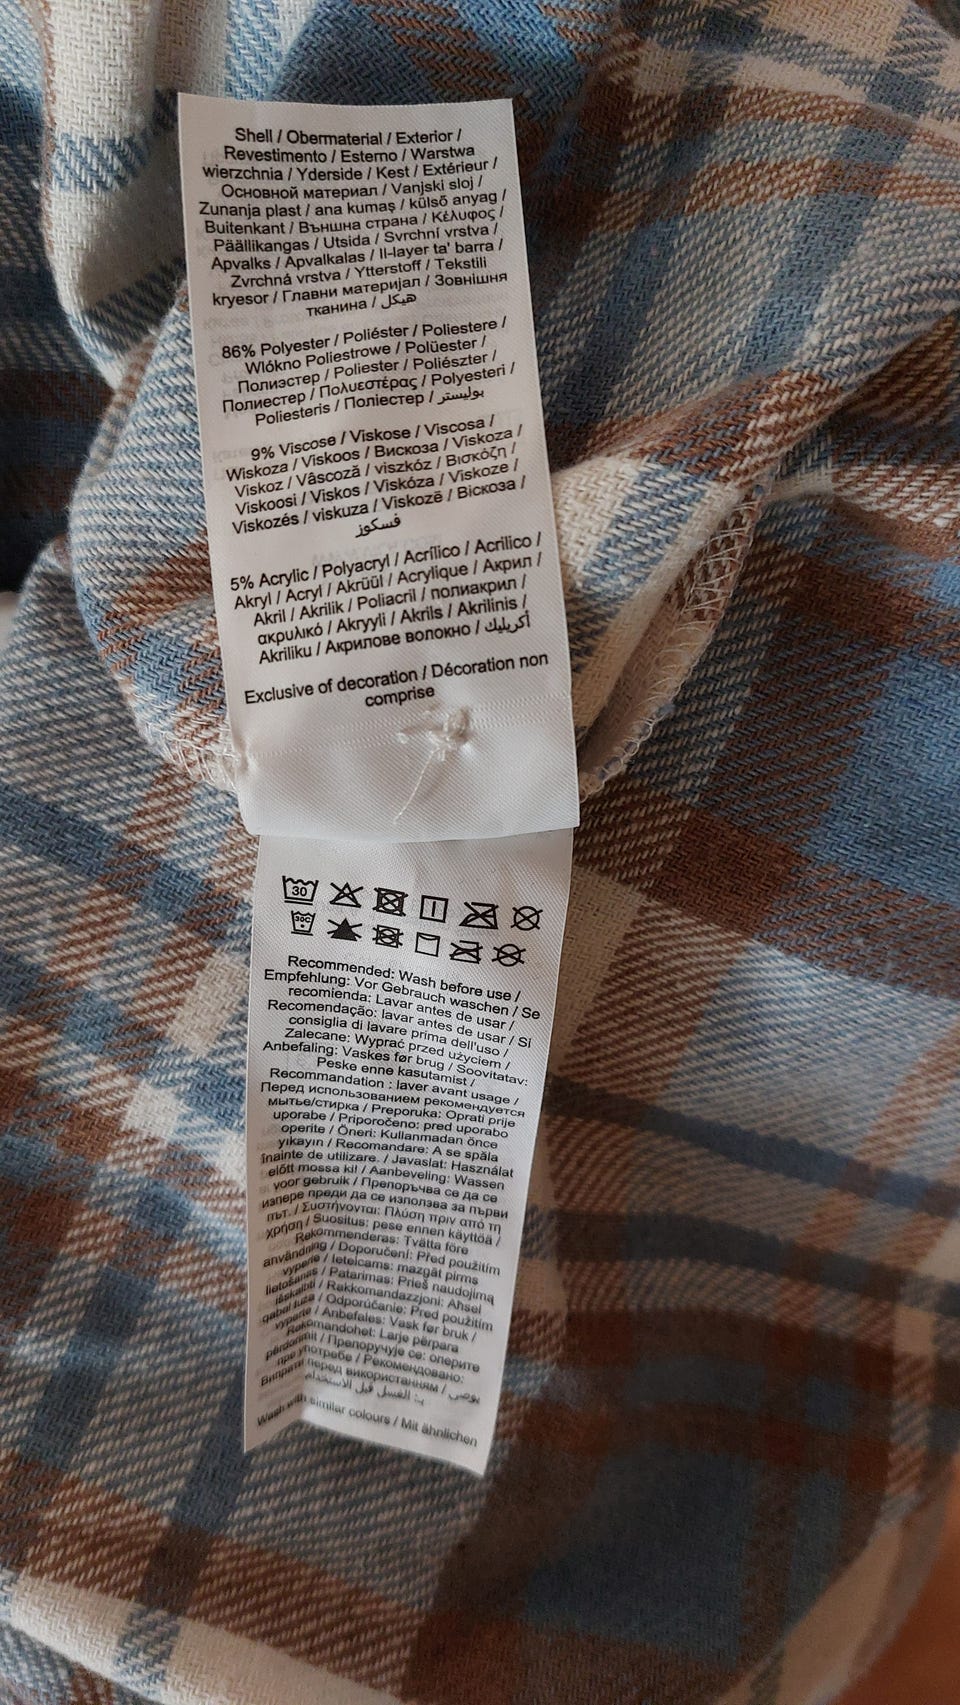 Shell / Obermaterial / Exterior /
Revestimento / Esterno / Warstwa
wierzchnia / Yderside / Kest / Extérieur /
Основной материал / Vanjski sloj /
Zunanja plast / ana kumaş / külső anyag /
Buitenkant / Външна страна / Κέλυφος /
Päällikangas / Utsida / Svrchní vrstva /
Apvalks / Apvalkalas / Il-layer ta' barra /
Zvrchná vrstva / Ytterstoff / Tekstili
kryesor / Главни материјал / Зовнішня
тканина / هيكل
86% Polyester / Poliéster / Poliestere /
Wlókno Poliestrowe / Polüester /
Полиэстер / Poliester / Poliészter /
Полиестер / Πολυεστέρας / Polyesteri /
Poliesteris / Поліестер / بوليستر
9% Viscose / Viskose / Viscosa /
Wiskoza / Viskoos / Вискоза / Viskoza /
Viskoz / Vâscoză / viszkóz / Βισκόζη /
Viskoosi / Viskos / Viskóza / Viskoze /
Viskozés / viskuza / Viskozë / Віскоза /
فسكوز
5% Acrylic / Polyacryl / Acrílico / Acrilico /
Akryl / Acryl / Akrüül / Acrylique / Акрил /
Akril / Akrilik / Poliacril / полиакрил /
ακρυλικό / Akryyli / Akrils / Akrilinis /
Akriliku / Акрилове волокно / أكريليك
Exclusive of decoration / Décoration non
comprise
30
30C
Recommended: Wash before use /
Empfehlung: Vor Gebrauch waschen / Se
recomienda: Lavar antes de usar /
Recomendação: lavar antes de usar / Si
consiglia di lavare prima dell'uso /
Zalecane: Wyprać przed użyciem /
Anbefaling: Vaskes før brug / Soovitatav:
Peske enne kasutamist /
Recommandation : laver avant usage /
Перед использованием рекомендуется
мытье/стирка / Preporuka: Oprati prije
uporabe / Priporočeno: pred uporabo
operite / Öneri: Kullanmadan önce
yıkayın / Recomandare: A se spăla
înainte de utilizare. / Javaslat: Használat
előtt mossa ki! / Aanbeveling: Wassen
voor gebruik / Препоръчва се да се
изпере преди да се използва за първи
път. / Συστήνονται: Πλύση πριν από τη
χρήση / Suositus: pese ennen käyttöä /
Rekommenderas: Tvätta före
användning / Doporučení: Před použitím
vyperte / Ieteicams: mazgāt pirms
lietošanas / Patarimas: Prieš naudojimą
išskalbti / Rakkomandazzjoni: Aħsel
qabel tuża / Odporúčanie: Pred použitím
vyperte / Anbefales: Vask før bruk /
Rekomandohet: Larje përpara
përdorimit / Препоручује се: оперите
пре употребе / Рекомендовано:
Випрати перед використанням / يوصى
بـ: الغسل قبل الاستخدام
Wash with similar colours / Mit ähnlichen